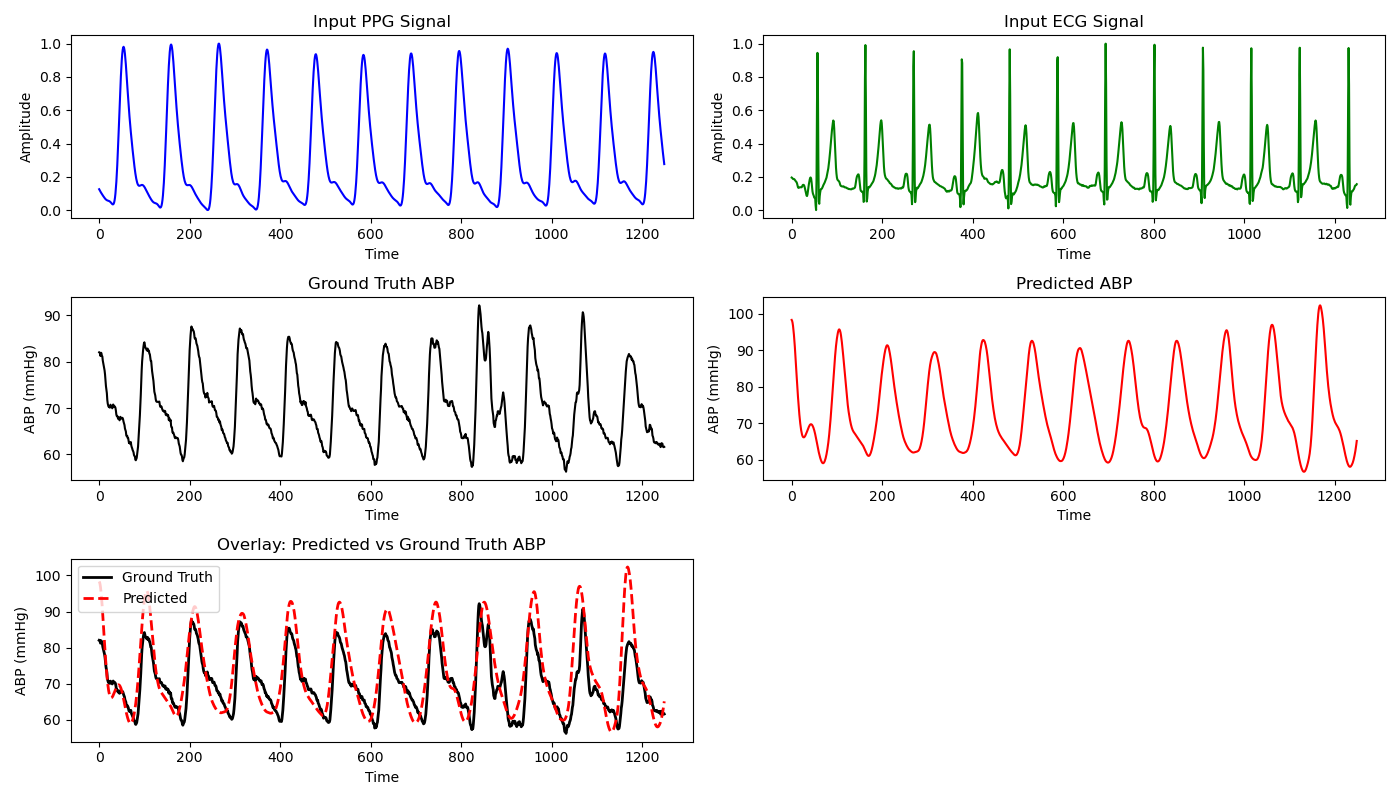 Input PPG Signal
Amplitude
1.0
0.8
0.6
0.4
0.2
0.0
0 200 400 600 800 1000 1200
Time
Input ECG Signal
Amplitude
1.0
0.8
0.6
0.4
0.2
0.0
0 200 400 600 800 1000 1200
Time
Ground Truth ABP
ABP (mmHg)
90
80
70
60
0 200 400 600 800 1000 1200
Time
Predicted ABP
ABP (mmHg)
100
90
80
70
60
0 200 400 600 800 1000 1200
Time
Overlay: Predicted vs Ground Truth ABP
ABP (mmHg)
100
90
80
70
60
Ground Truth
Predicted
0 200 400 600 800 1000 1200
Time